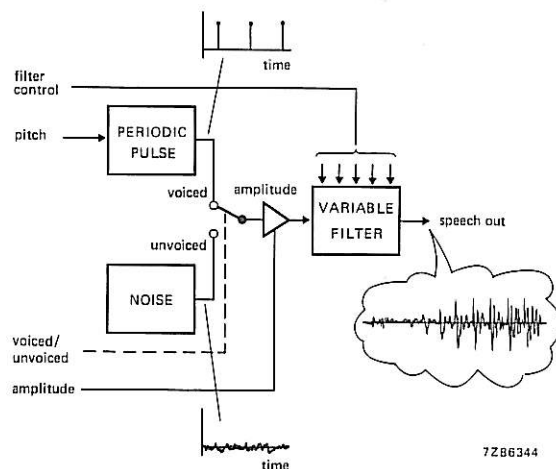 time
filter
control
pitch
PERIODIC
PULSE
voiced
amplitude
unvoiced
VARIABLE
FILTER
speech out
NOISE
voiced/
unvoiced
amplitude
time
7Z86344